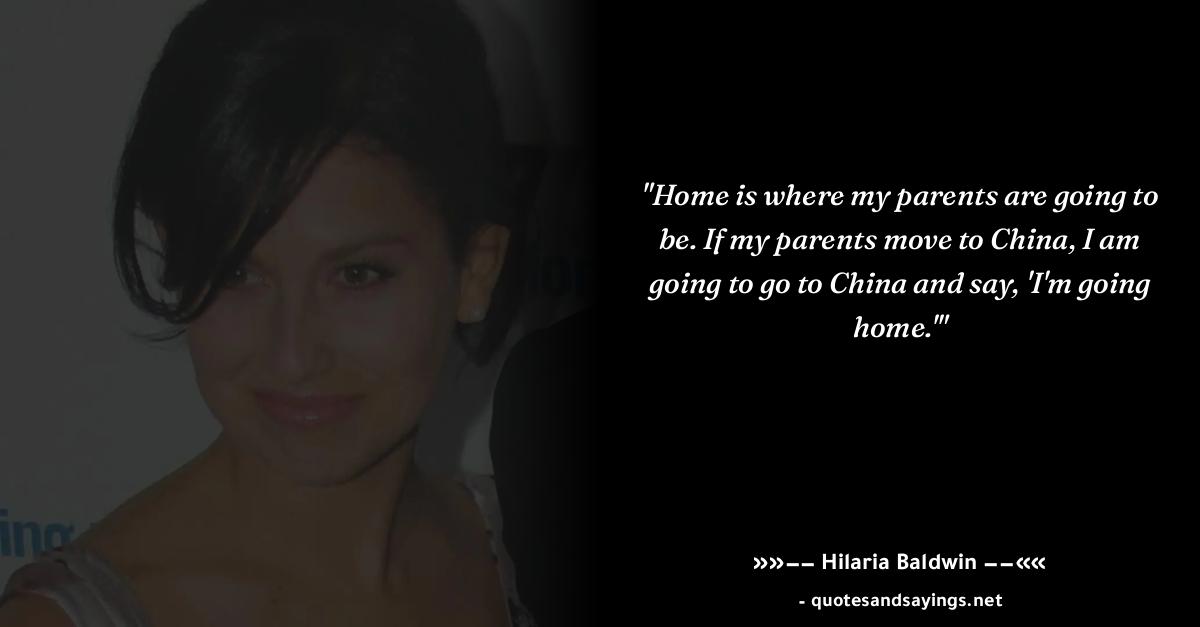 "Home is where my parents are going to
be. If my parents move to China, I am
going to go to China and say, 'I'm going
home.'"
ing
»»–– Hilaria Baldwin ––««
- quotesandsayings.net